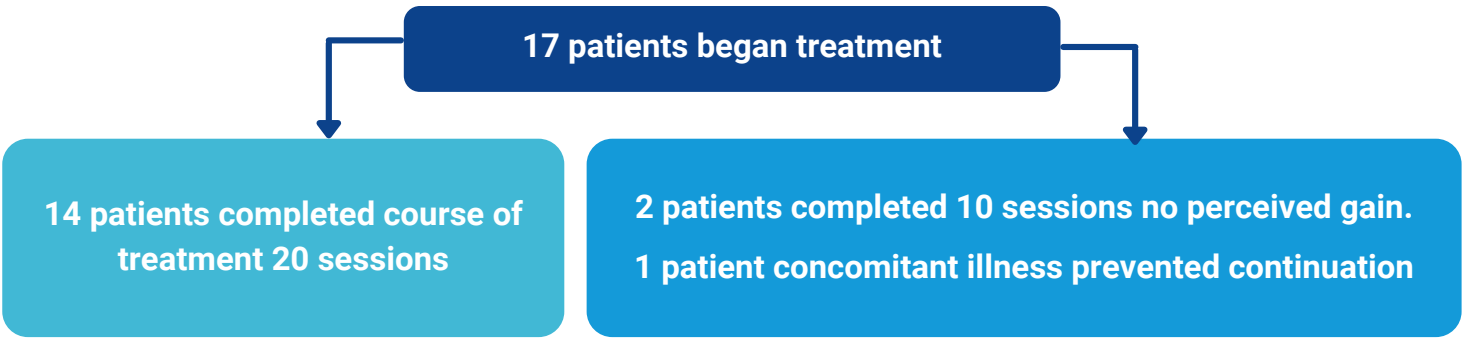 17 patients began treatment
14 patients completed course of
treatment 20 sessions
2 patients completed 10 sessions no perceived gain.
1 patient concomitant illness prevented continuation